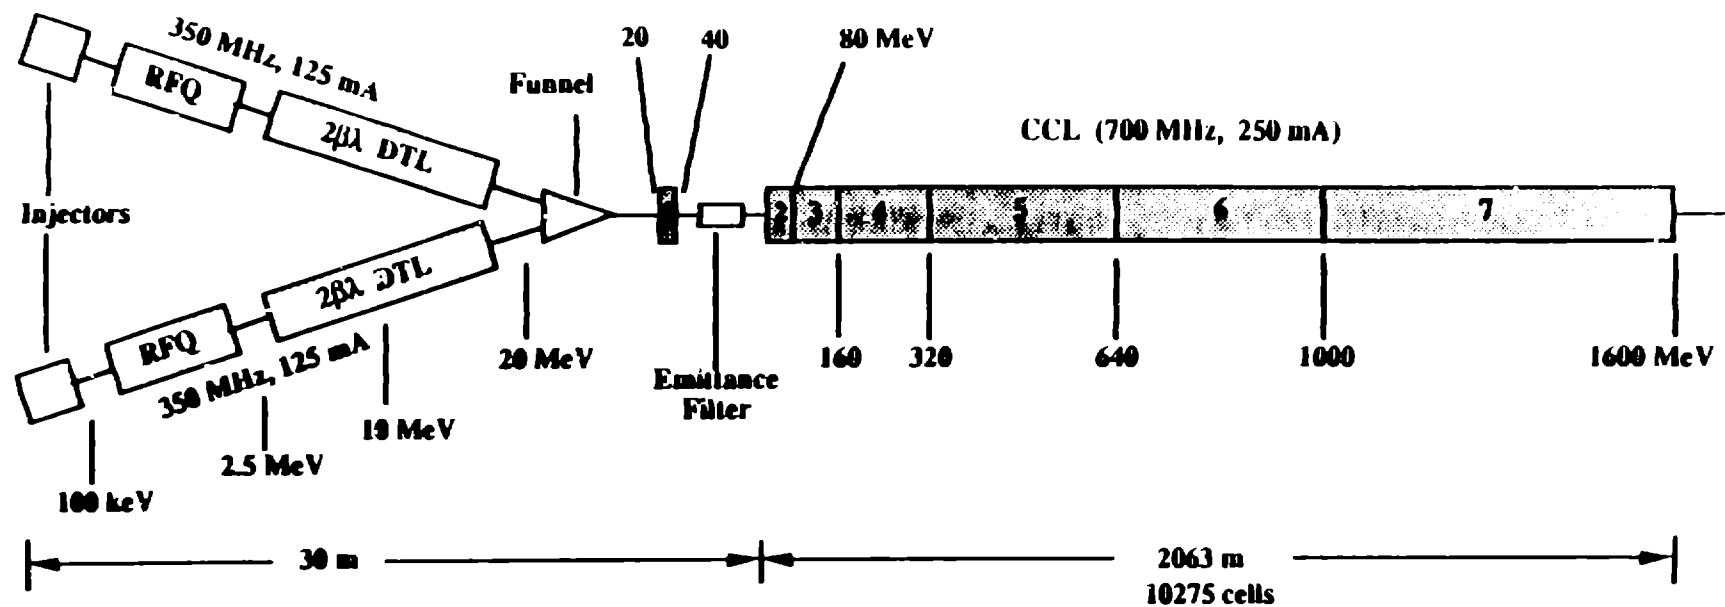 350 MHz, 125 mA
RFQ
2βλ DTL
Funnel
20
40
80 MeV
CCL (700 MHz, 250 mA)
Injectors
2
3
4
5
6
7
2βλ DTL
RFQ
350 MHz, 125 mA
20 MeV
160
320
640
1000
1600 MeV
Emittance
Filter
10 MeV
2.5 MeV
100 keV
30 m
2063 m
10275 cells